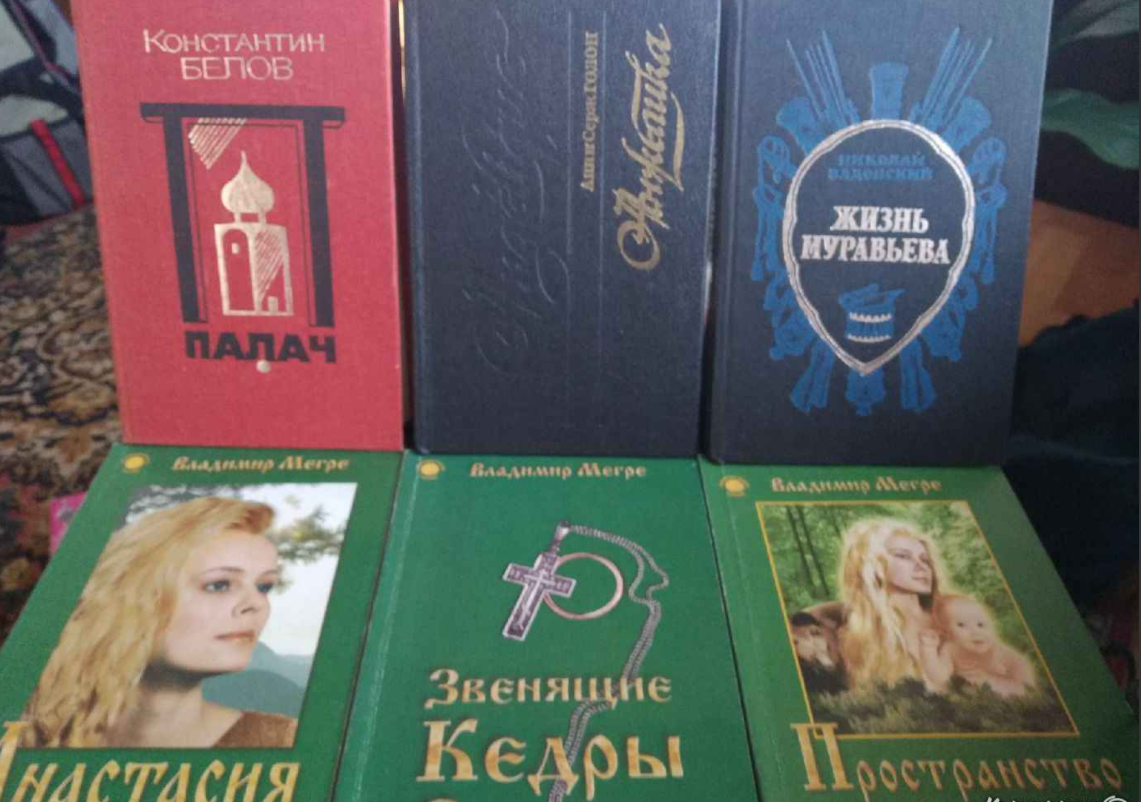 Константин
БЕЛОВ
ПАЛАЧ
Анн и Серж Голон
Анжелика
НИКОЛАЙ
ЗАДОНСКИЙ
ЖИЗНЬ
МУРАВЬЕВА
Владимир Мегре
Анастасия
Владимир Мегре
Звенящие
Кедры
Владимир Мегре
Пространство